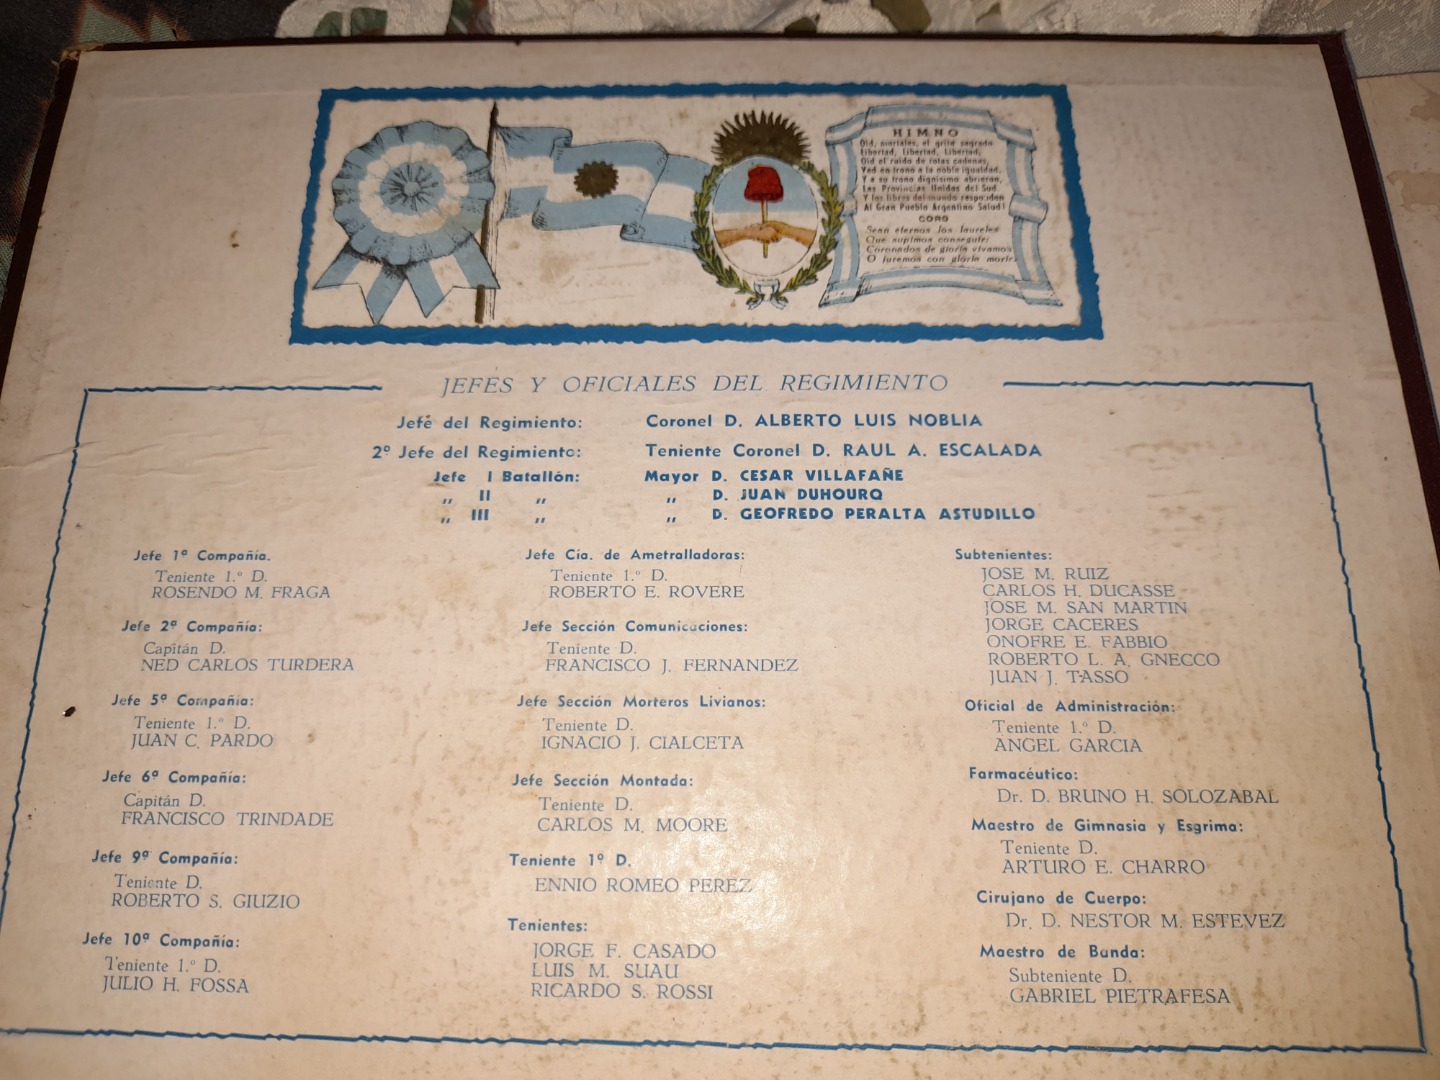 HIMNO
Oid, mortales, el grito sagrado
Libertad, Libertad, Libertad,
Oid el ruido de rotas cadenas,
Ved en trono a la noble igualdad.
Y a su trono dignisimo abrieron,
Las Provincias Unidas del Sud
Y los libres del mundo responden
Al Gran Pueblo Argentino Salud!
CORO
Sean eternos los laureles
Que supimos conseguir;
Coronados de gloria vivamos
O juremos con gloria morir.
JEFES Y OFICIALES DEL REGIMIENTO
Jefe del Regimiento: Coronel D. ALBERTO LUIS NOBLIA
2º Jefe del Regimiento: Teniente Coronel D. RAUL A. ESCALADA
Jefe I Batallón: Mayor D. CESAR VILLAFAÑE
„ II „ „ D. JUAN DUHOURQ
„ III „ „ D. GEOFREDO PERALTA ASTUDILLO
Jefe 1ª Compañía.
Teniente 1.º D.
ROSENDO M. FRAGA
Jefe 2ª Compañía:
Capitán D.
NED CARLOS TURDERA
Jefe 5ª Compañía:
Teniente 1.º D.
JUAN C. PARDO
Jefe 6ª Compañía:
Capitán D.
FRANCISCO TRINDADE
Jefe 9ª Compañía:
Teniente D.
ROBERTO S. GIUZIO
Jefe 10ª Compañía:
Teniente 1.º D.
JULIO H. FOSSA
Jefe Cía. de Ametralladoras:
Teniente 1.º D.
ROBERTO E. ROVERE
Jefe Sección Comunicaciones:
Teniente D.
FRANCISCO J. FERNANDEZ
Jefe Sección Morteros Livianos:
Teniente D.
IGNACIO J. CIALCETA
Jefe Sección Montada:
Teniente D.
CARLOS M. MOORE
Teniente 1º D.
ENNIO ROMEO PEREZ
Tenientes:
JORGE F. CASADO
LUIS M. SUAU
RICARDO S. ROSSI
Subtenientes:
JOSE M. RUIZ
CARLOS H. DUCASSE
JOSE M. SAN MARTIN
JORGE CACERES
ONOFRE E. FABBIO
ROBERTO L. A. GNECCO
JUAN J. TASSO
Oficial de Administración:
Teniente 1.º D.
ANGEL GARCIA
Farmacéutico:
Dr. D. BRUNO H. SOLOZABAL
Maestro de Gimnasia y Esgrima:
Teniente D.
ARTURO E. CHARRO
Cirujano de Cuerpo:
Dr. D. NESTOR M. ESTEVEZ
Maestro de Banda:
Subteniente D.
GABRIEL PIETRAFESA